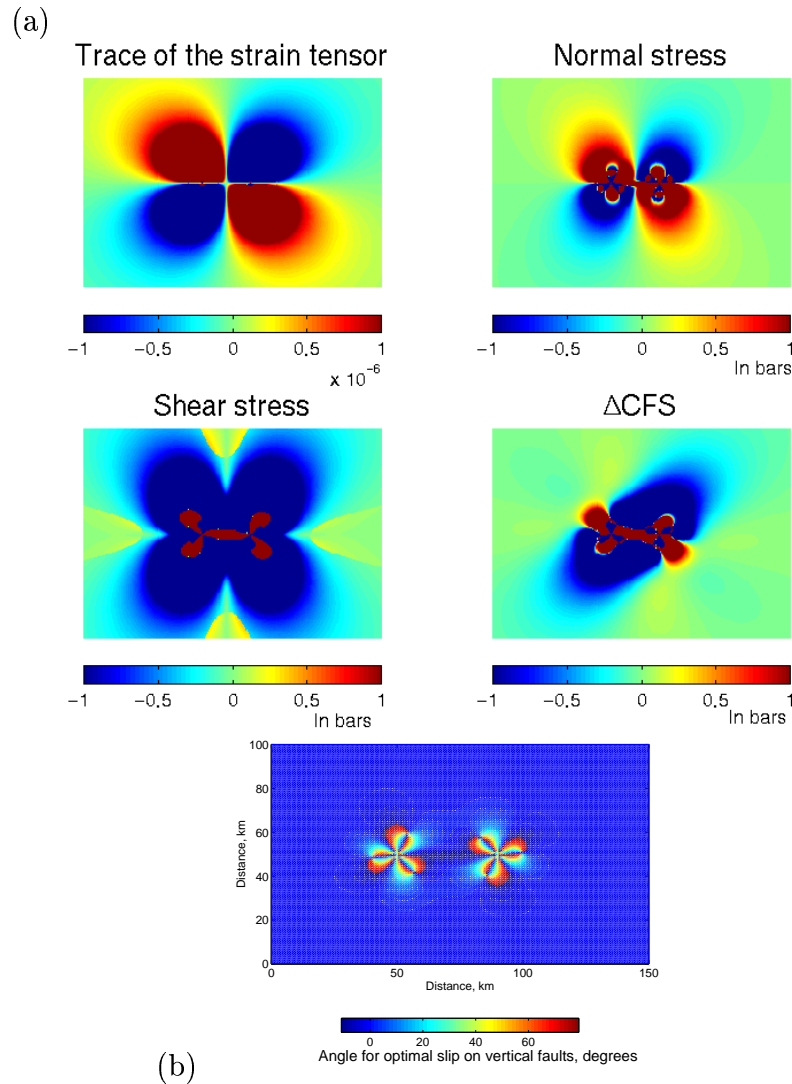 (a)
Trace of the strain tensor
Normal stress
−1 −0.5 0 0.5 1
x 10−6
−1 −0.5 0 0.5 1
In bars
Shear stress
ΔCFS
−1 −0.5 0 0.5 1
In bars
−1 −0.5 0 0.5 1
In bars
100
80
60
40
20
0
Distance, km
0 50 100 150
Distance, km
0 20 40 60
Angle for optimal slip on vertical faults, degrees
(b)